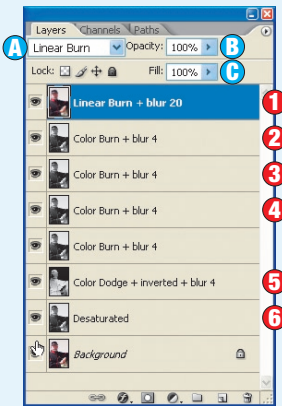 Layers Channels Paths
A Linear Burn Opacity: 100% B
Lock: Fill: 100% C
Linear Burn + blur 20 1
Color Burn + blur 4 2
Color Burn + blur 4 3
Color Burn + blur 4 4
Color Burn + blur 4
Color Dodge + inverted + blur 4 5
Desaturated 6
Background